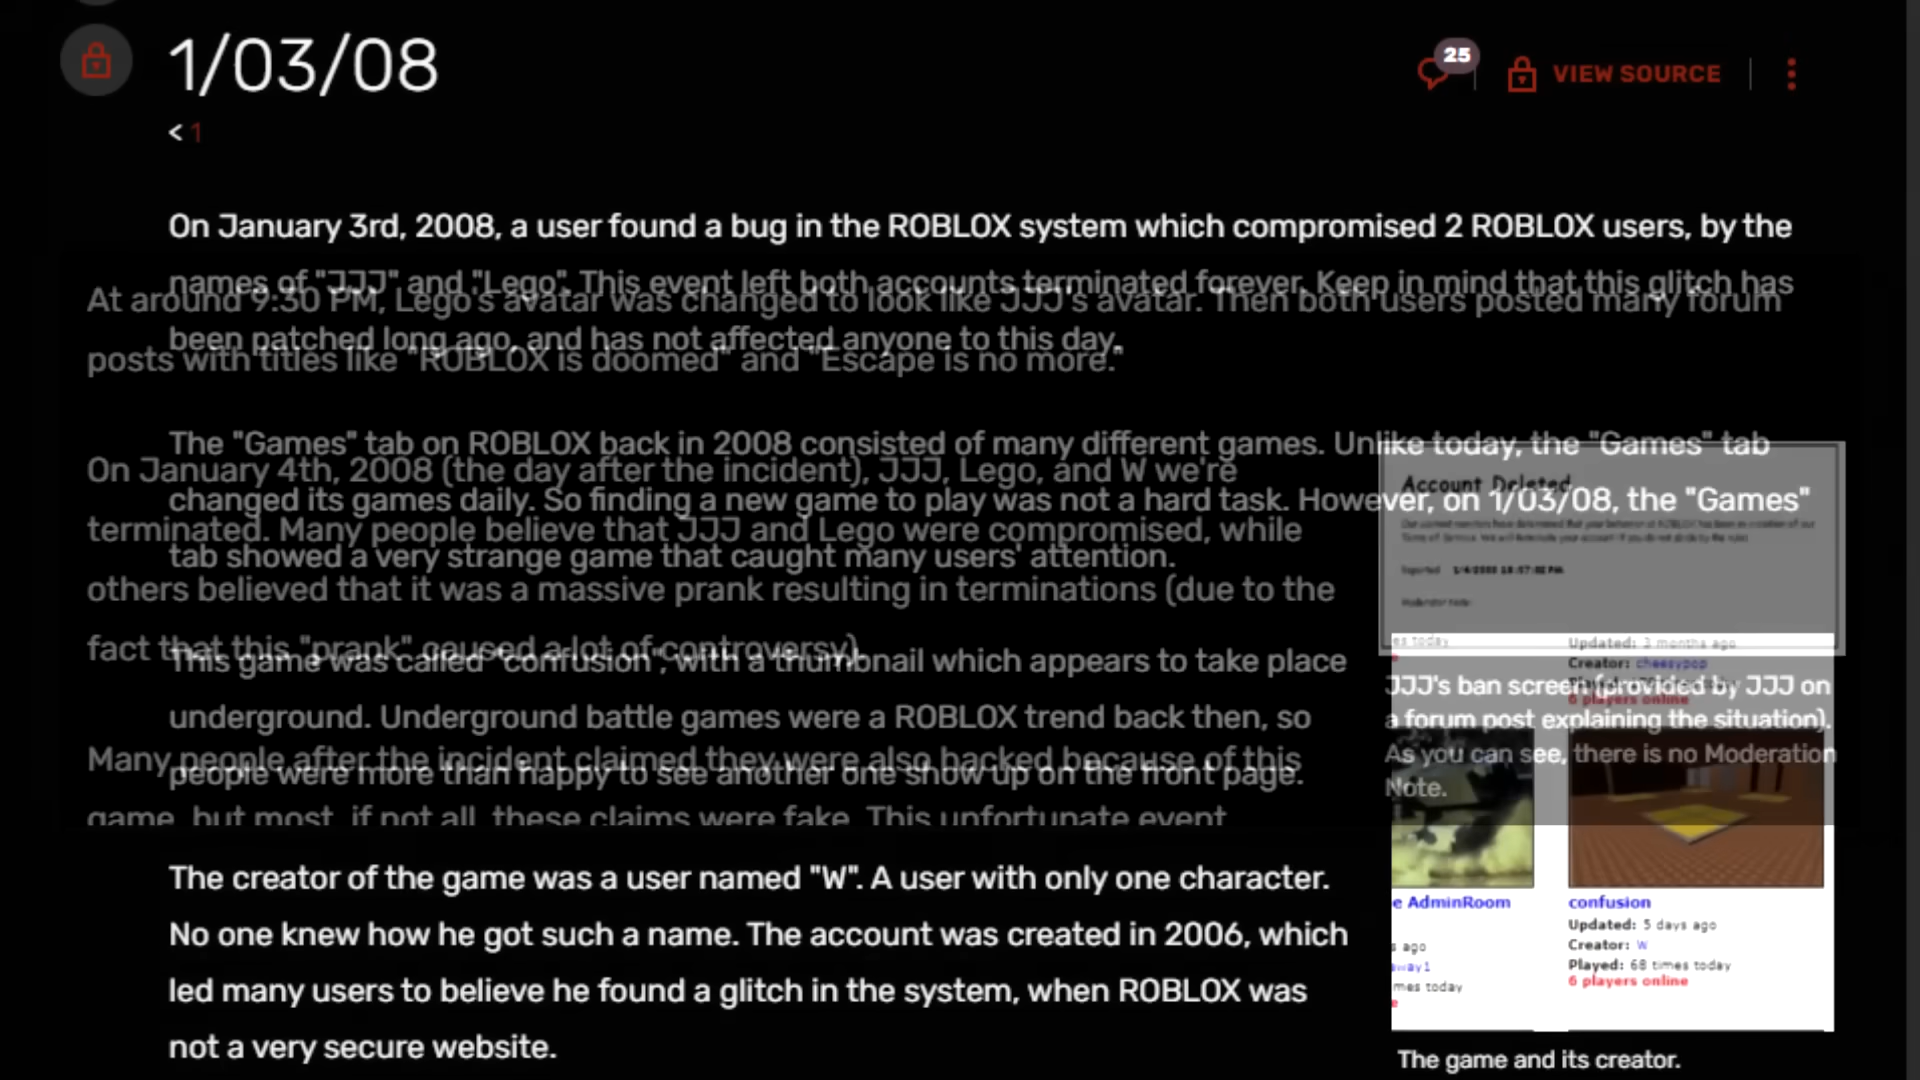 1/03/08
25
VIEW SOURCE
< 1
On January 3rd, 2008, a user found a bug in the ROBLOX system which compromised 2 ROBLOX users, by the
names of "JJJ" and "Lego". This event left both accounts terminated forever. Keep in mind that this glitch has
been patched long ago, and has not affected anyone to this day.
The "Games" tab on ROBLOX back in 2008 consisted of many different games. Unlike today, the "Games" tab
changed its games daily. So finding a new game to play was not a hard task. However, on 1/03/08, the "Games"
tab showed a very strange game that caught many users' attention.
This game was called "confusion", with a thumbnail which appears to take place
underground. Underground battle games were a ROBLOX trend back then, so
people were more than happy to see another one show up on the front page.
The creator of the game was a user named "W". A user with only one character.
No one knew how he got such a name. The account was created in 2006, which
led many users to believe he found a glitch in the system, when ROBLOX was
not a very secure website.
At around 9:30 PM, Lego's avatar was changed to look like JJJ's avatar. Then both users posted many forum
posts with titles like "ROBLOX is doomed" and "Escape is no more."
On January 4th, 2008 (the day after the incident), JJJ, Lego, and W we're
terminated. Many people believe that JJJ and Lego were compromised, while
others believed that it was a massive prank resulting in terminations (due to the
fact that this "prank" caused a lot of controversy).
Many people after the incident claimed they were also hacked because of this
game, but most, if not all, these claims were fake. This unfortunate event
Account Deleted
JJJ's ban screen (provided by JJJ on
a forum post explaining the situation).
As you can see, there is no Moderation
Note.
es today
Updated: 3 months ago
Creator: cheesypop
6 players online
e AdminRoom
s ago
away1
mes today
e
confusion
Updated: 5 days ago
Creator: W
Played: 68 times today
6 players online
The game and its creator.